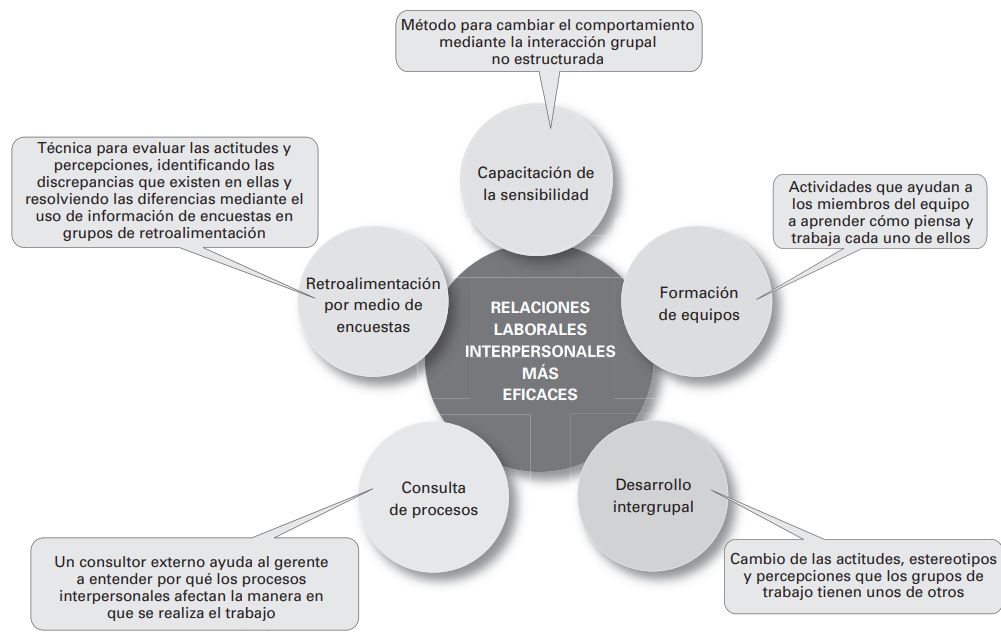 Método para cambiar el comportamiento
mediante la interacción grupal
no estructurada
Capacitación de
la sensibilidad
Técnica para evaluar las actitudes y
percepciones, identificando las
discrepancias que existen en ellas y
resolviendo las diferencias mediante el
uso de información de encuestas en
grupos de retroalimentación
Actividades que ayudan a
los miembros del equipo
a aprender cómo piensa y
trabaja cada uno de ellos
Retroalimentación
por medio de
encuestas
RELACIONES
LABORALES
INTERPERSONALES
MÁS
EFICACES
Formación
de equipos
Consulta
de procesos
Desarrollo
intergrupal
Un consultor externo ayuda al gerente
a entender por qué los procesos
interpersonales afectan la manera en
que se realiza el trabajo
Cambio de las actitudes, estereotipos
y percepciones que los grupos de
trabajo tienen unos de otros